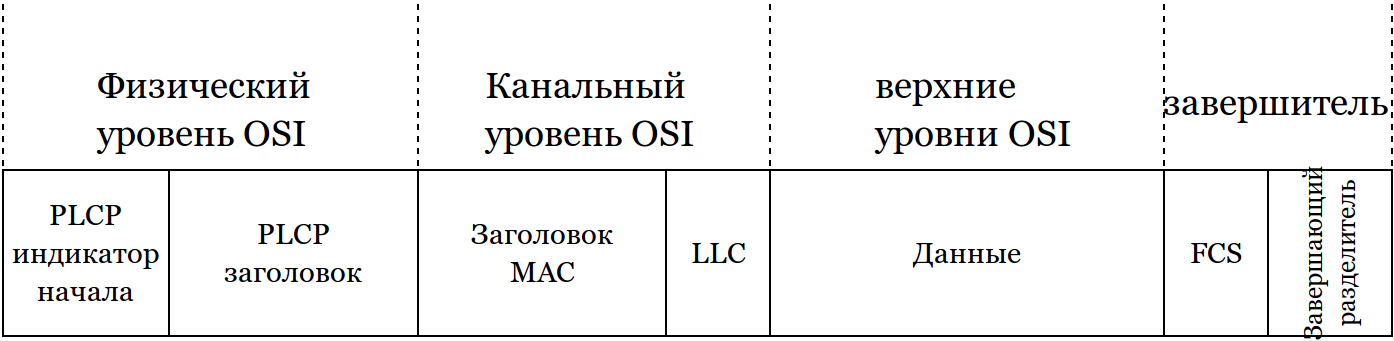 Физический
уровень OSI
Канальный
уровень OSI
верхние
уровни OSI
завершитель
PLCP
индикатор
начала
PLCP
заголовок
Заголовок
MAC
LLC
Данные
FCS
Завершающий
разделитель